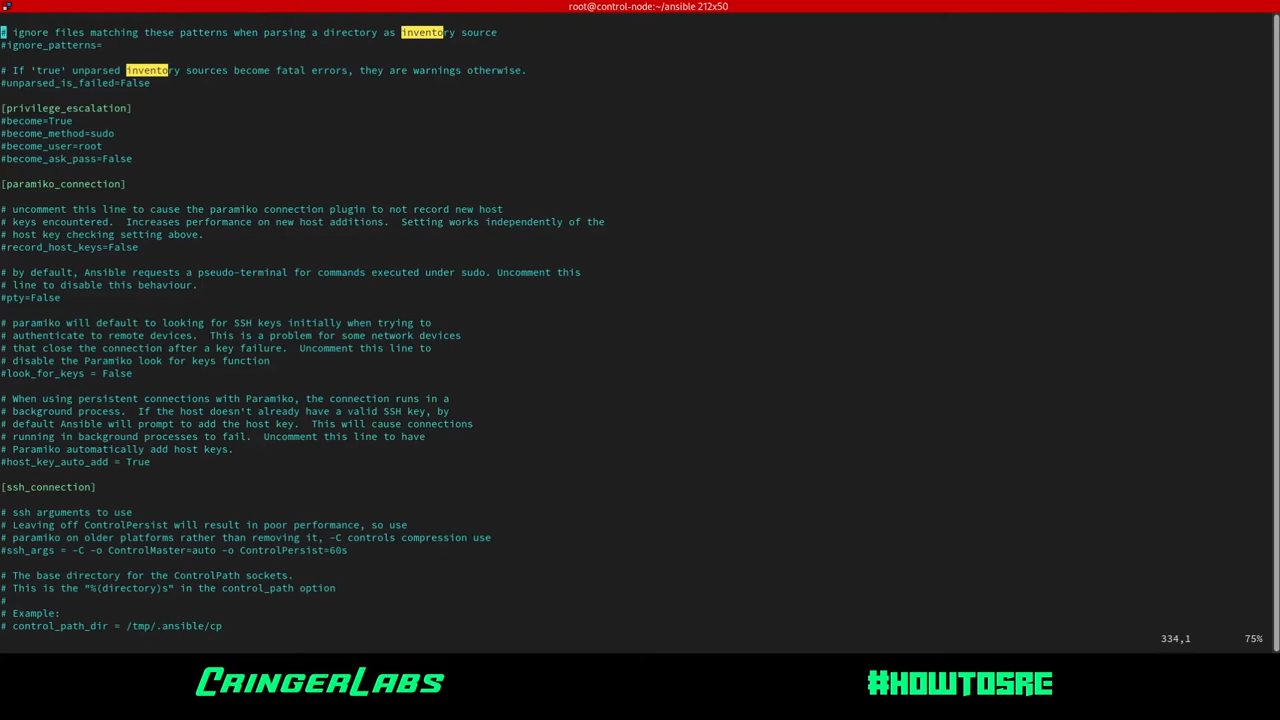 root@control-node:~/ansible 212x50
# ignore files matching these patterns when parsing a directory as inventory source
#ignore_patterns=
# If 'true' unparsed inventory sources become fatal errors, they are warnings otherwise.
#unparsed_is_failed=False
[privilege_escalation]
#become=True
#become_method=sudo
#become_user=root
#become_ask_pass=False
[paramiko_connection]
# uncomment this line to cause the paramiko connection plugin to not record new host
# keys encountered.  Increases performance on new host additions.  Setting works independently of the
# host key checking setting above.
#record_host_keys=False
# by default, Ansible requests a pseudo-terminal for commands executed under sudo. Uncomment this
# line to disable this behaviour.
#pty=False
# paramiko will default to looking for SSH keys initially when trying to
# authenticate to remote devices.  This is a problem for some network devices
# that close the connection after a key failure.  Uncomment this line to
# disable the Paramiko look for keys function
#look_for_keys = False
# When using persistent connections with Paramiko, the connection runs in a
# background process.  If the host doesn't already have a valid SSH key, by
# default Ansible will prompt to add the host key.  This will cause connections
# running in background processes to fail.  Uncomment this line to have
# Paramiko automatically add host keys.
#host_key_auto_add = True
[ssh_connection]
# ssh arguments to use
# Leaving off ControlPersist will result in poor performance, so use
# paramiko on older platforms rather than removing it, -C controls compression use
#ssh_args = -C -o ControlMaster=auto -o ControlPersist=60s
# The base directory for the ControlPath sockets.
# This is the "%(directory)s" in the control_path option
#
# Example:
# control_path_dir = /tmp/.ansible/cp
334,1 75%
CringerLabs
#HOWTOSRE